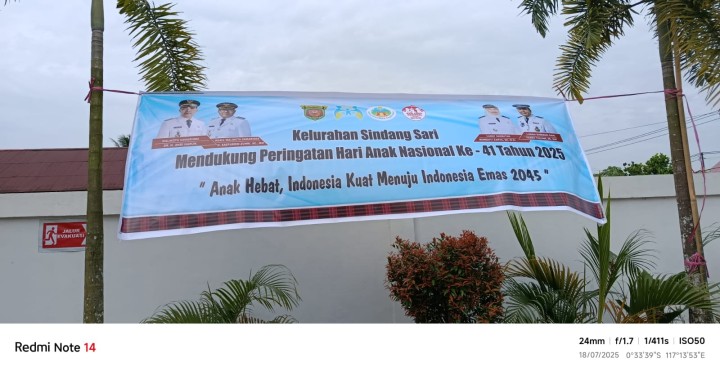 Kelurahan Sindang Sari
Mendukung Peringatan Hari Anak Nasional Ke - 41 Tahun 2025
" Anak Hebat, Indonesia Kuat Menuju Indonesia Emas 2045 "
JALUR
EVAKUASI
Redmi Note 14
24mm | f/1.7 | 1/411s | ISO50
18/07/2025 0°33'39"S 117°13'53"E